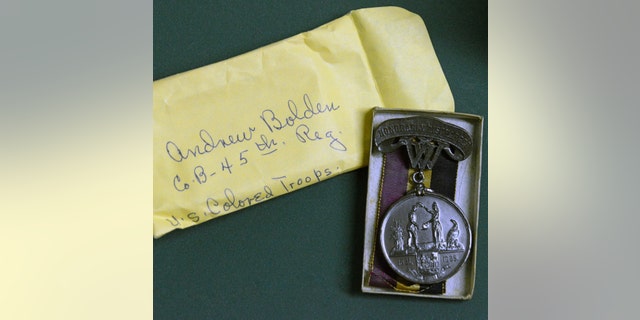 Andrew Bolden
Co. B - 45 th. Reg.
U.S. Colored Troops.